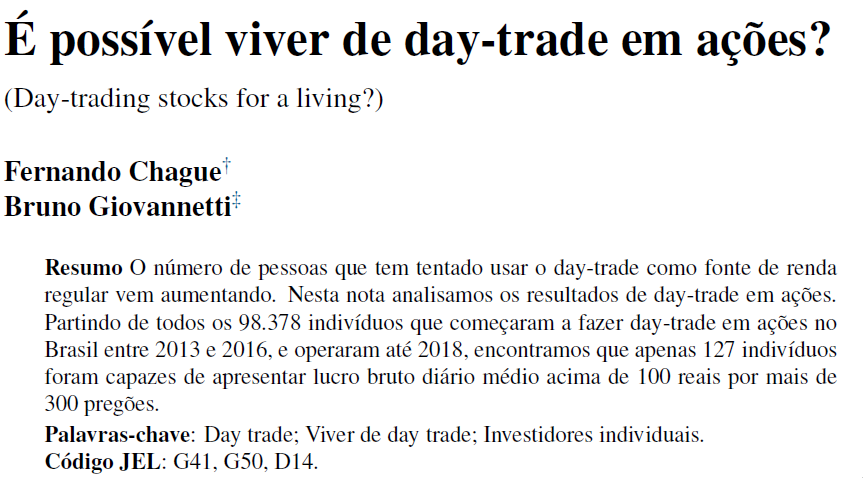 É possível viver de day-trade em ações?
(Day-trading stocks for a living?)
Fernando Chague†
Bruno Giovannetti‡
Resumo O número de pessoas que tem tentado usar o day-trade como fonte de renda
regular vem aumentando. Nesta nota analisamos os resultados de day-trade em ações.
Partindo de todos os 98.378 indivíduos que começaram a fazer day-trade em ações no
Brasil entre 2013 e 2016, e operaram até 2018, encontramos que apenas 127 indivíduos
foram capazes de apresentar lucro bruto diário médio acima de 100 reais por mais de
300 pregões.
Palavras-chave: Day trade; Viver de day trade; Investidores individuais.
Código JEL: G41, G50, D14.